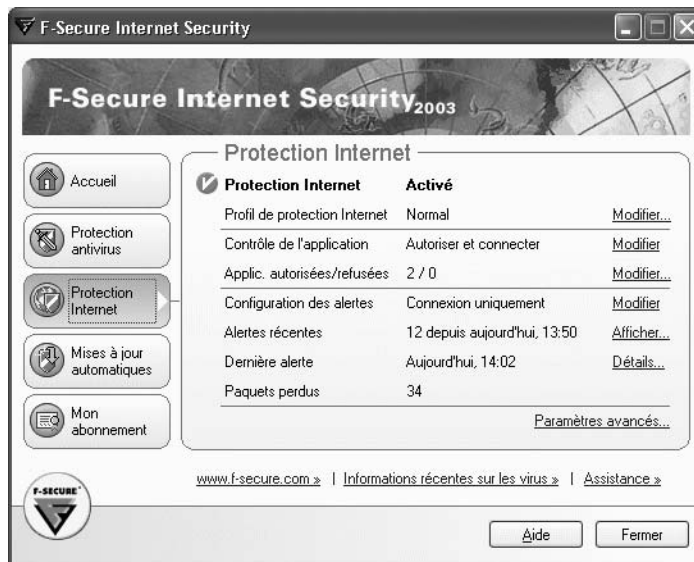 F-Secure Internet Security
F-Secure Internet Security 2003
Accueil
Protection
antivirus
Protection
Internet
Mises à jour
automatiques
Mon
abonnement
Protection Internet
Protection Internet Activé
Profil de protection Internet Normal Modifier...
Contrôle de l'application Autoriser et connecter Modifier
Applic. autorisées/refusées 2 / 0 Modifier...
Configuration des alertes Connexion uniquement Modifier
Alertes récentes 12 depuis aujourd'hui, 13:50 Afficher...
Dernière alerte Aujourd'hui, 14:02 Détails...
Paquets perdus 34
Paramètres avancés...
www.f-secure.com » | Informations récentes sur les virus » | Assistance »
F-SECURE
Aide Fermer